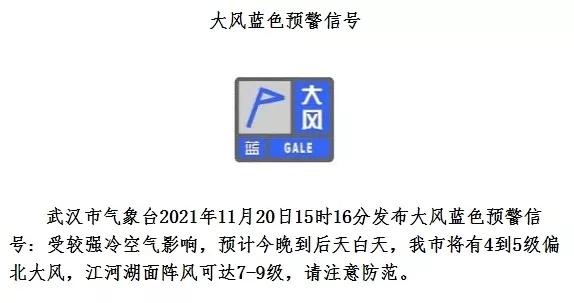 大风蓝色预警信号
大
风
蓝 GALE
武汉市气象台2021年11月20日15时16分发布大风蓝色预警信
号：受较强冷空气影响，预计今晚到后天白天，我市将有4到5级偏
北大风，江河湖面阵风可达7-9级，请注意防范。